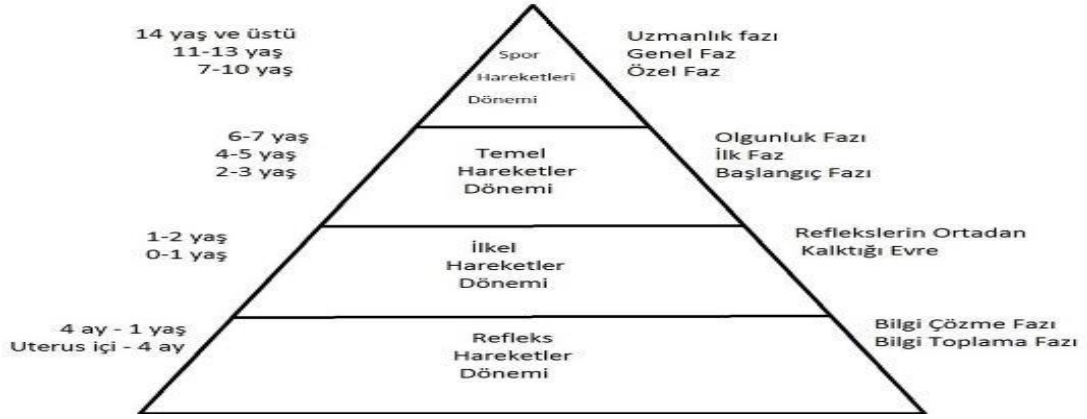 14 yaş ve üstü
11-13 yaş
7-10 yaş
Spor
Hareketleri
Dönemi
Uzmanlık fazı
Genel Faz
Özel Faz
6-7 yaş
4-5 yaş
2-3 yaş
Temel
Hareketler
Dönemi
Olgunluk Fazı
İlk Faz
Başlangıç Fazı
1-2 yaş
0-1 yaş
İlkel
Hareketler
Dönemi
Reflekslerin Ortadan
Kalktığı Evre
4 ay - 1 yaş
Uterus içi - 4 ay
Refleks
Hareketler
Dönemi
Bilgi Çözme Fazı
Bilgi Toplama Fazı